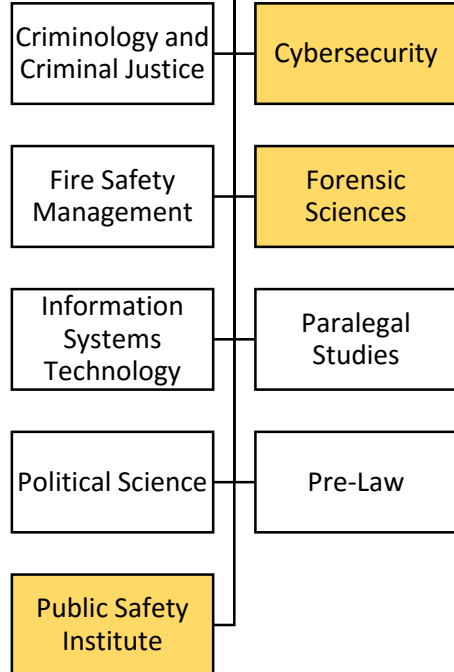 Criminology and
Criminal Justice
Cybersecurity
Fire Safety
Management
Forensic
Sciences
Information
Systems
Technology
Paralegal
Studies
Political Science
Pre-Law
Public Safety
Institute